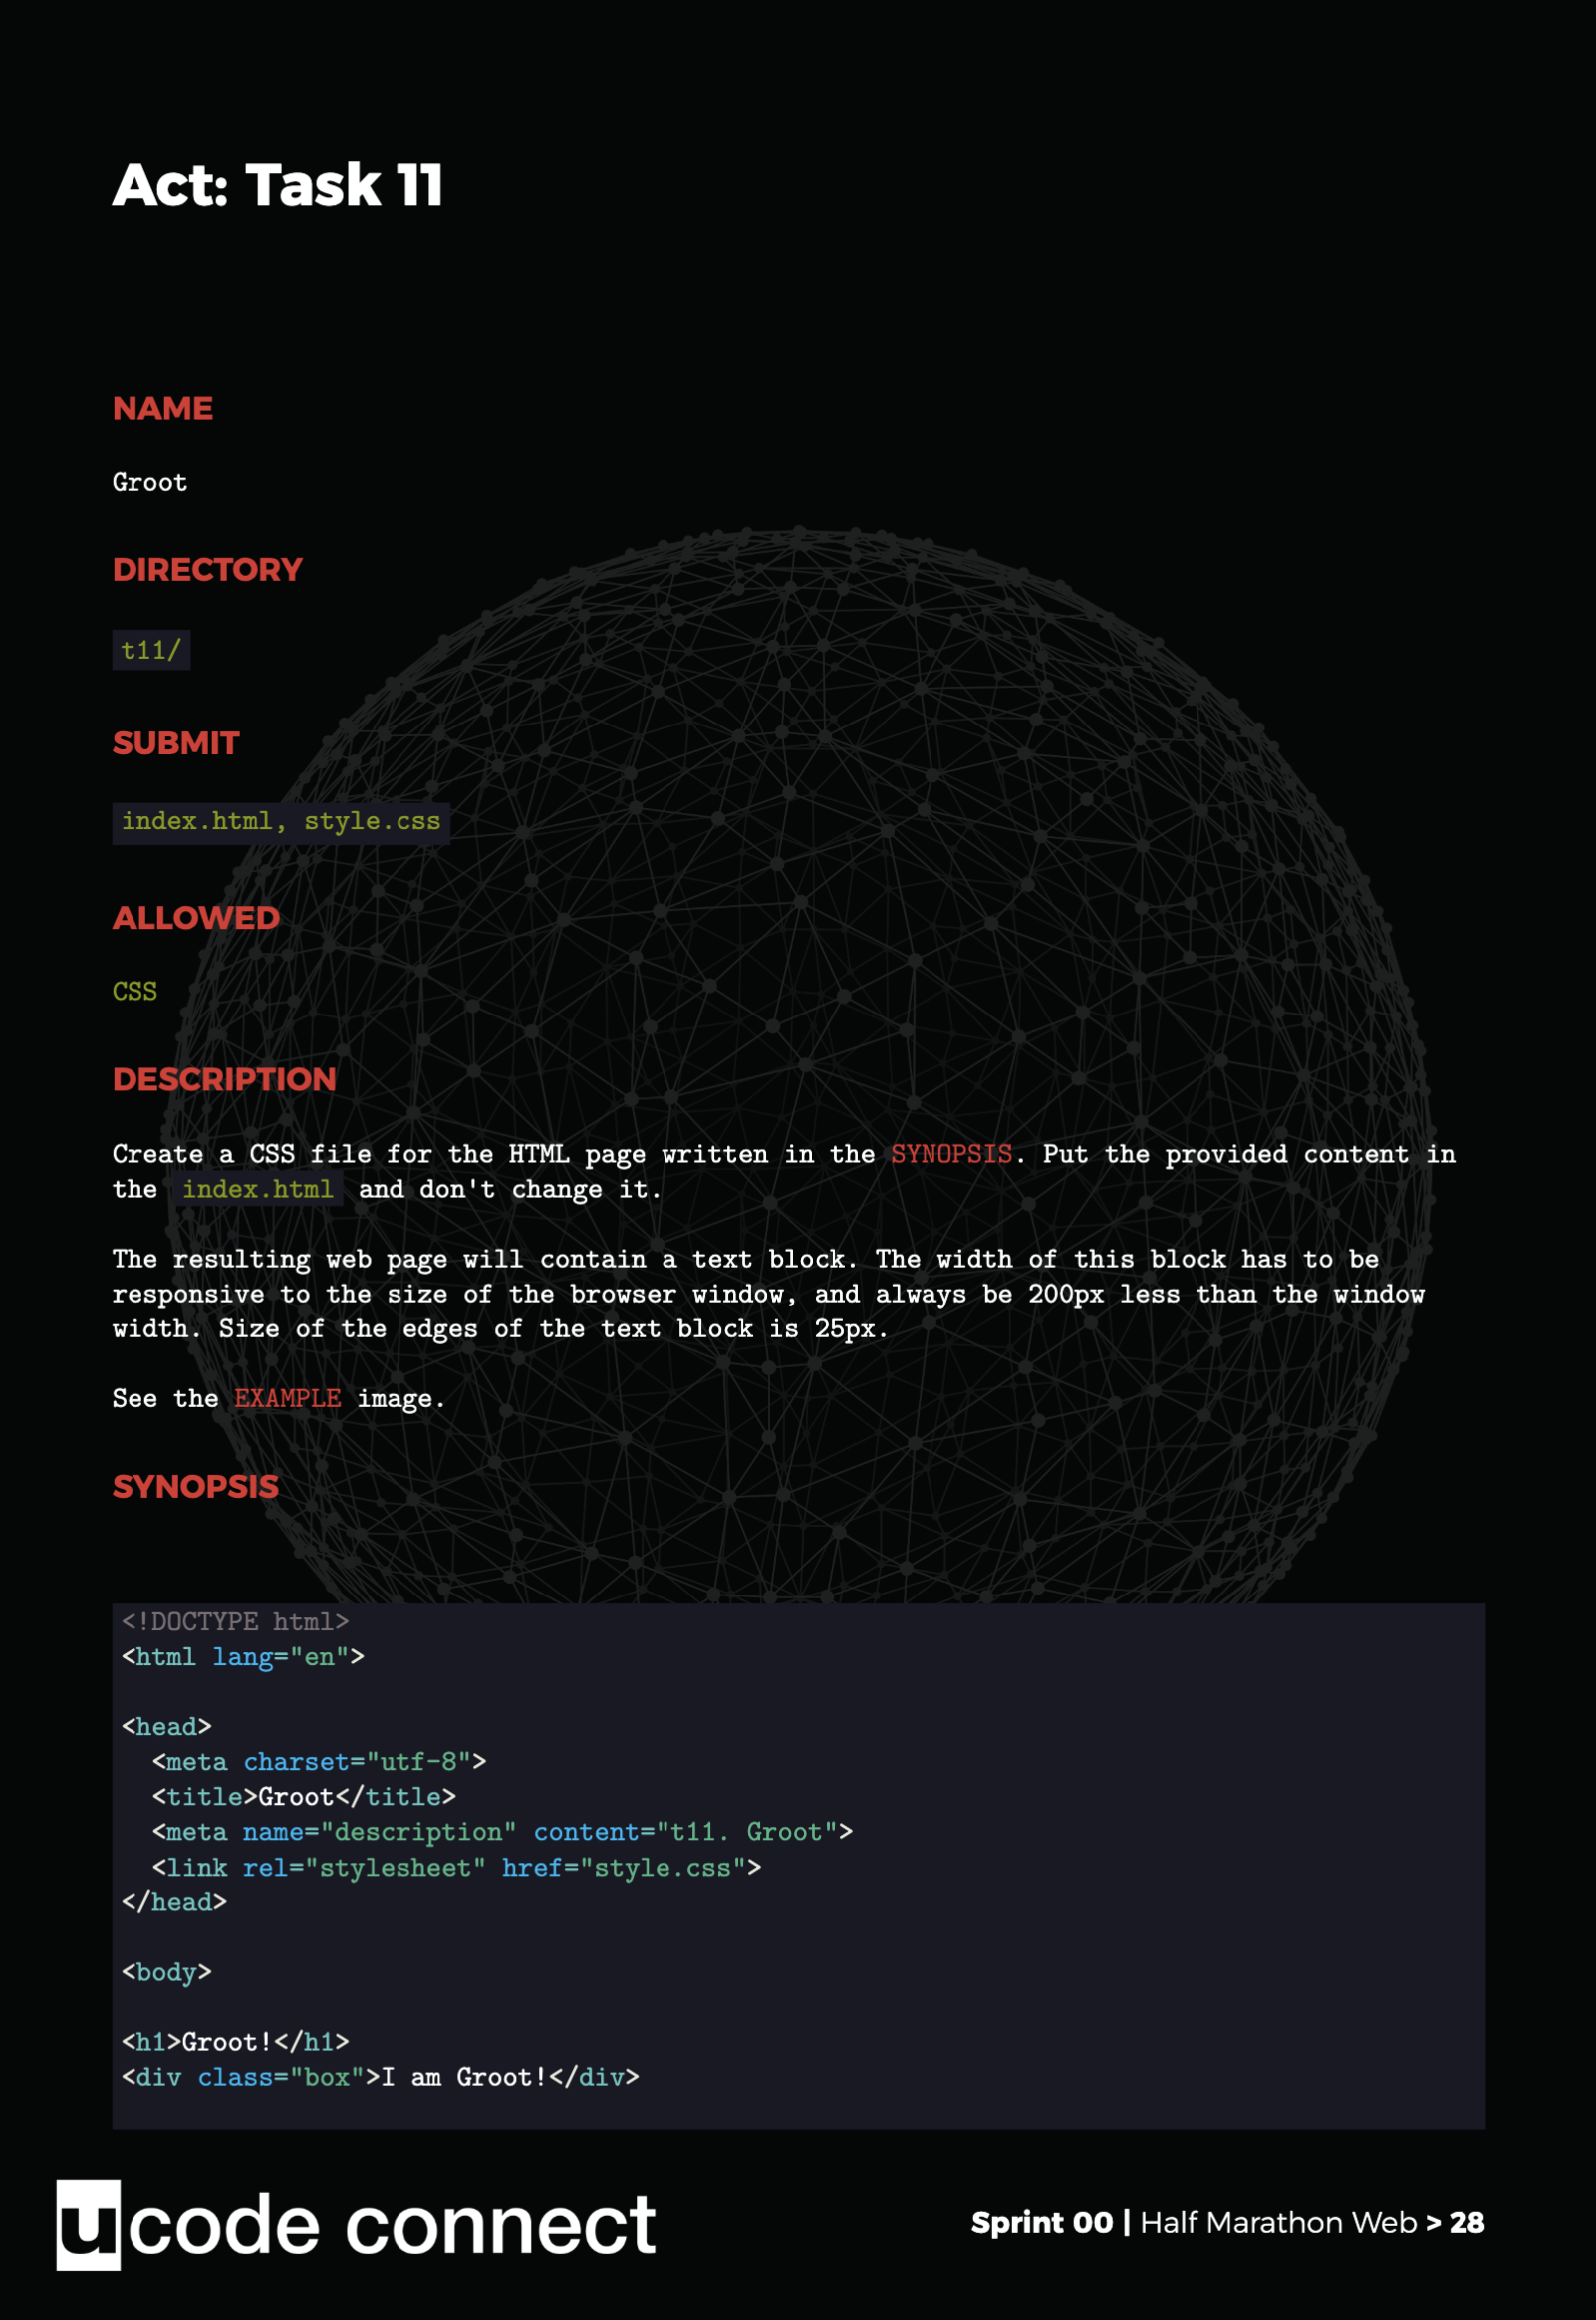 Act: Task 11
NAME
Groot
DIRECTORY
t11/
SUBMIT
index.html, style.css
ALLOWED
CSS
DESCRIPTION
Create a CSS file for the HTML page written in the SYNOPSIS. Put the provided content in
the index.html and don't change it.
The resulting web page will contain a text block. The width of this block has to be
responsive to the size of the browser window, and always be 200px less than the window
width. Size of the edges of the text block is 25px.
See the EXAMPLE image.
SYNOPSIS
<!DOCTYPE html>
<html lang="en">
<head>
  <meta charset="utf-8">
  <title>Groot</title>
  <meta name="description" content="t11. Groot">
  <link rel="stylesheet" href="style.css">
</head>
<body>
<h1>Groot!</h1>
<div class="box">I am Groot!</div>
ucode connect
Sprint 00 | Half Marathon Web > 28